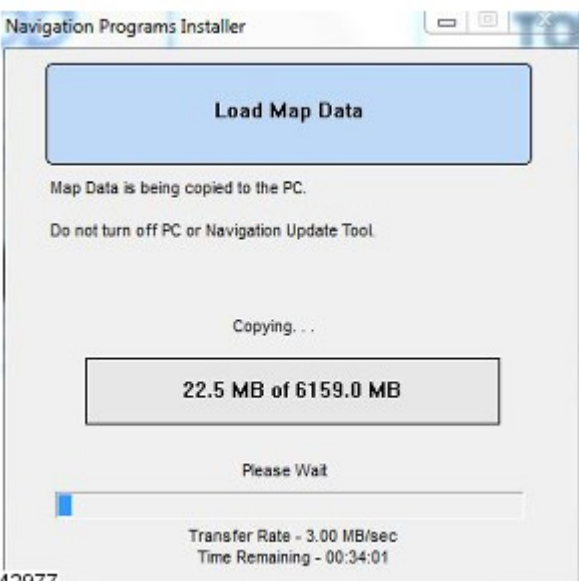 Navigation Programs Installer
TO
Load Map Data
Map Data is being copied to the PC.
Do not turn off PC or Navigation Update Tool.
Copying. . .
22.5 MB of 6159.0 MB
Please Wait
Transfer Rate - 3.00 MB/sec
Time Remaining - 00:34:01